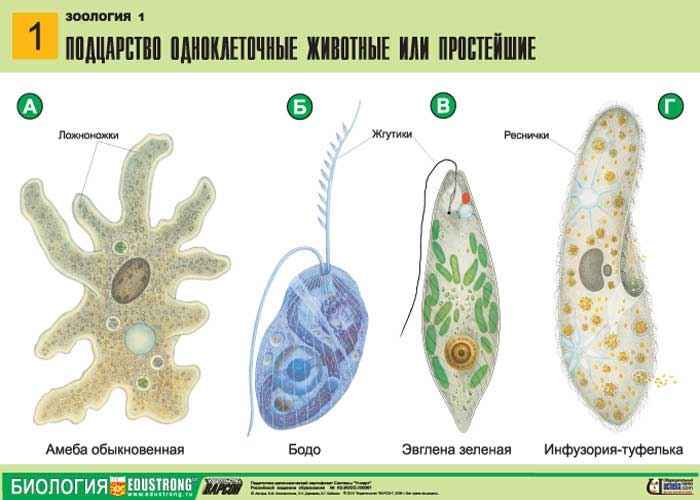 1
ЗООЛОГИЯ 1
ПОДЦАРСТВО ОДНОКЛЕТОЧНЫЕ ЖИВОТНЫЕ ИЛИ ПРОСТЕЙШИЕ
А
Б
В
Г
Ложноножки
Жгутики
Реснички
Амеба обыкновенная
Бодо
Эвглена зеленая
Инфузория-туфелька
БИОЛОГИЯ
EDUSTRONG
www.edustrong.ru
ВАРСОН